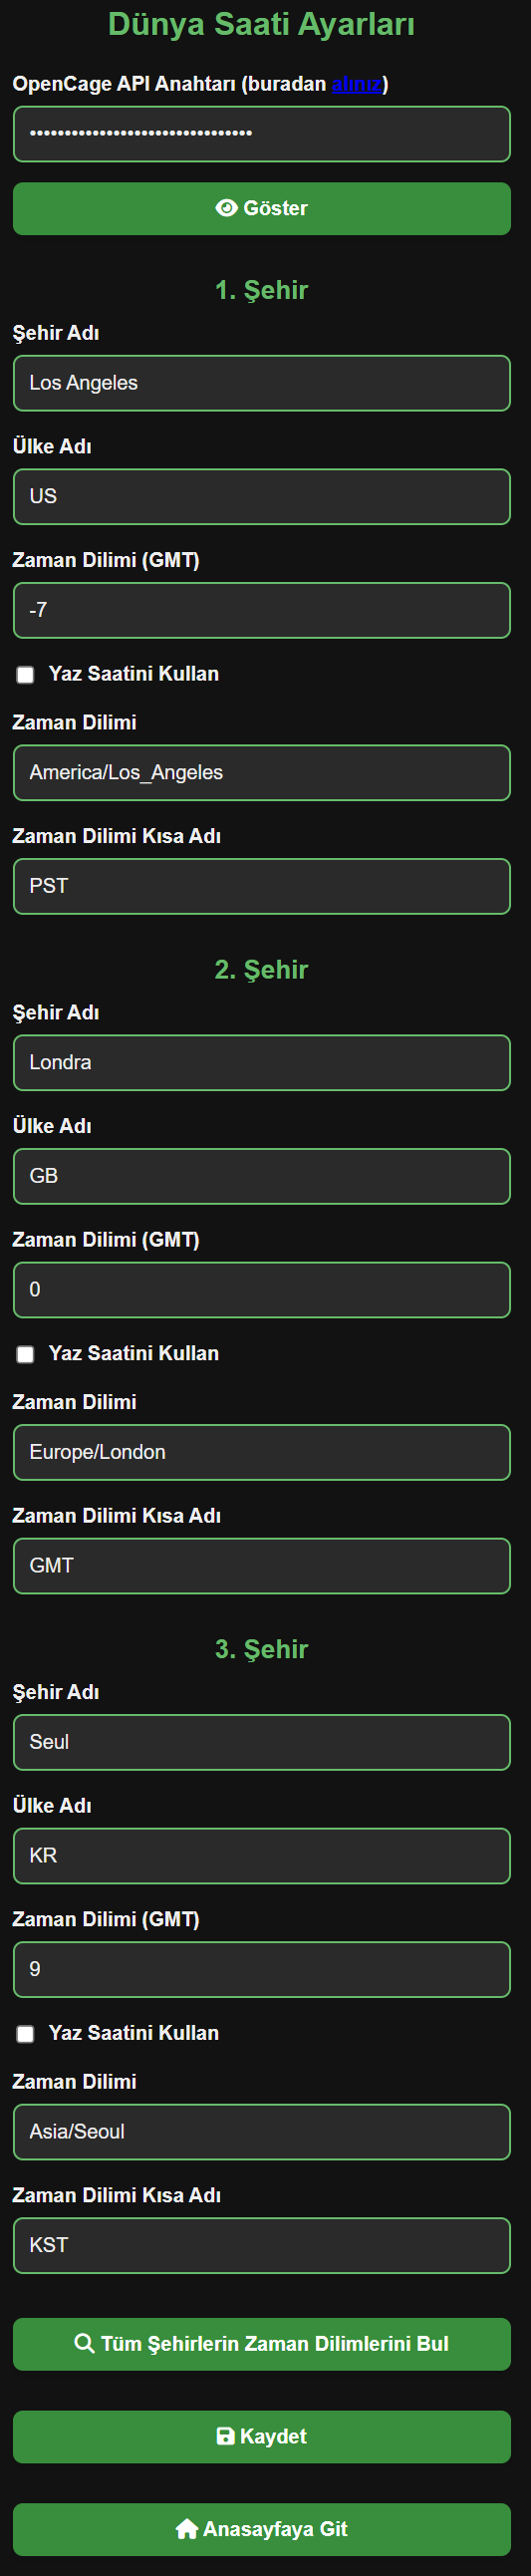 Dünya Saati Ayarları
OpenCage API Anahtarı (buradan alınız)
••••••••••••••••••••••••••••••••
Göster
1. Şehir
Şehir Adı
Los Angeles
Ülke Adı
US
Zaman Dilimi (GMT)
-7
Yaz Saatini Kullan
Zaman Dilimi
America/Los_Angeles
Zaman Dilimi Kısa Adı
PST
2. Şehir
Şehir Adı
Londra
Ülke Adı
GB
Zaman Dilimi (GMT)
0
Yaz Saatini Kullan
Zaman Dilimi
Europe/London
Zaman Dilimi Kısa Adı
GMT
3. Şehir
Şehir Adı
Seul
Ülke Adı
KR
Zaman Dilimi (GMT)
9
Yaz Saatini Kullan
Zaman Dilimi
Asia/Seoul
Zaman Dilimi Kısa Adı
KST
Tüm Şehirlerin Zaman Dilimlerini Bul
Kaydet
Anasayfaya Git